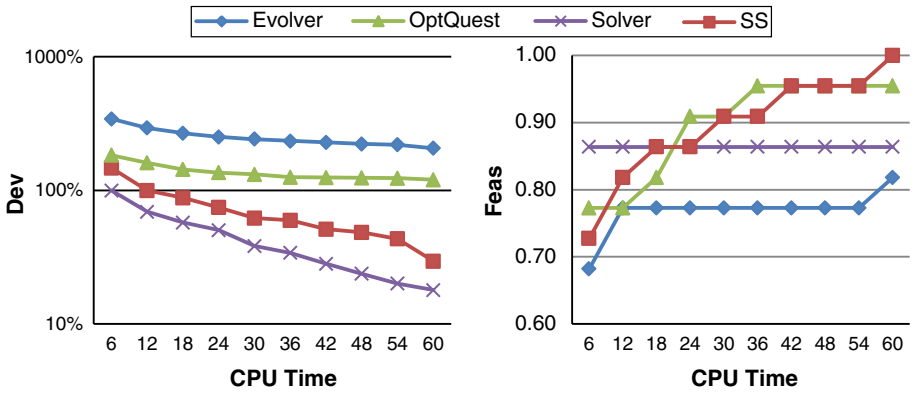 Evolver OptQuest Solver SS
1000%
100%
10%
Dev
6 12 18 24 30 36 42 48 54 60
CPU Time
1.00
0.90
0.80
0.70
0.60
Feas
6 12 18 24 30 36 42 48 54 60
CPU Time